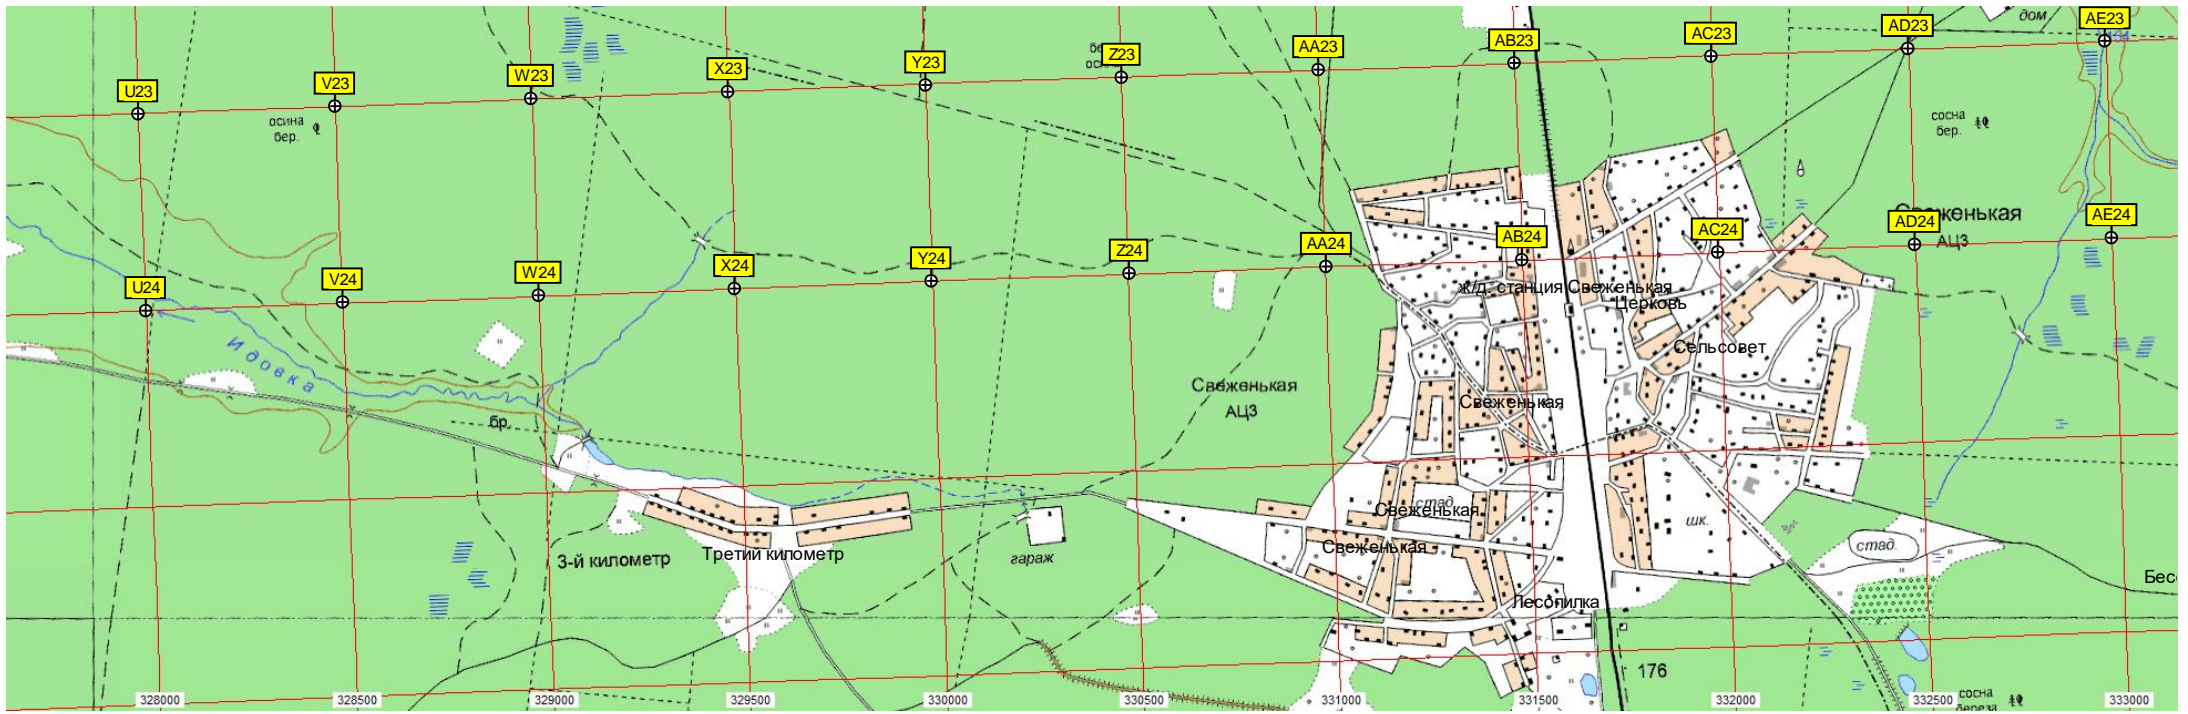 дом.
AE23
AD23
AC23
AB23
AA23
Z23
Y23
X23
W23
V23
U23
осина
бер.
сосна
бер.
Свеженькая
АЦЗ
AE24
AD24
AC24
AB24
AA24
Z24
Y24
X24
W24
V24
U24
ж/д. станция Свеженькая
Церковь
Сельсовет
Идовка
Свеженькая
АЦЗ
Свеженькая
бр.
стад.
Свеженькая
шк.
Свеженькая
стад.
3-й километр
Третий километр
гараж
Бес
Лесопилка
176
сосна
береза
328000
328500
329000
329500
330000
330500
331000
331500
332000
332500
333000